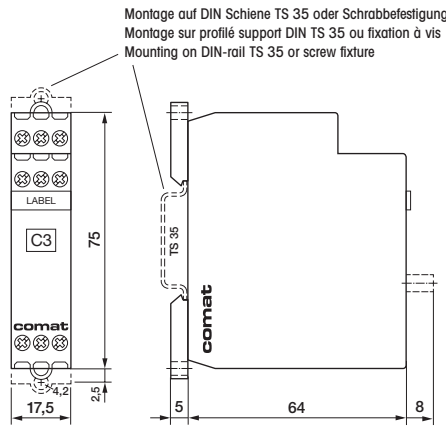 Montage auf DIN Schiene TS 35 oder Schrabbefestigung
Montage sur profilé support DIN TS 35 ou fixation à vis
Mounting on DIN-rail TS 35 or screw fixture
LABEL
C3
comat
75
TS 35
comat
4,2
2,5
17,5
5
64
8